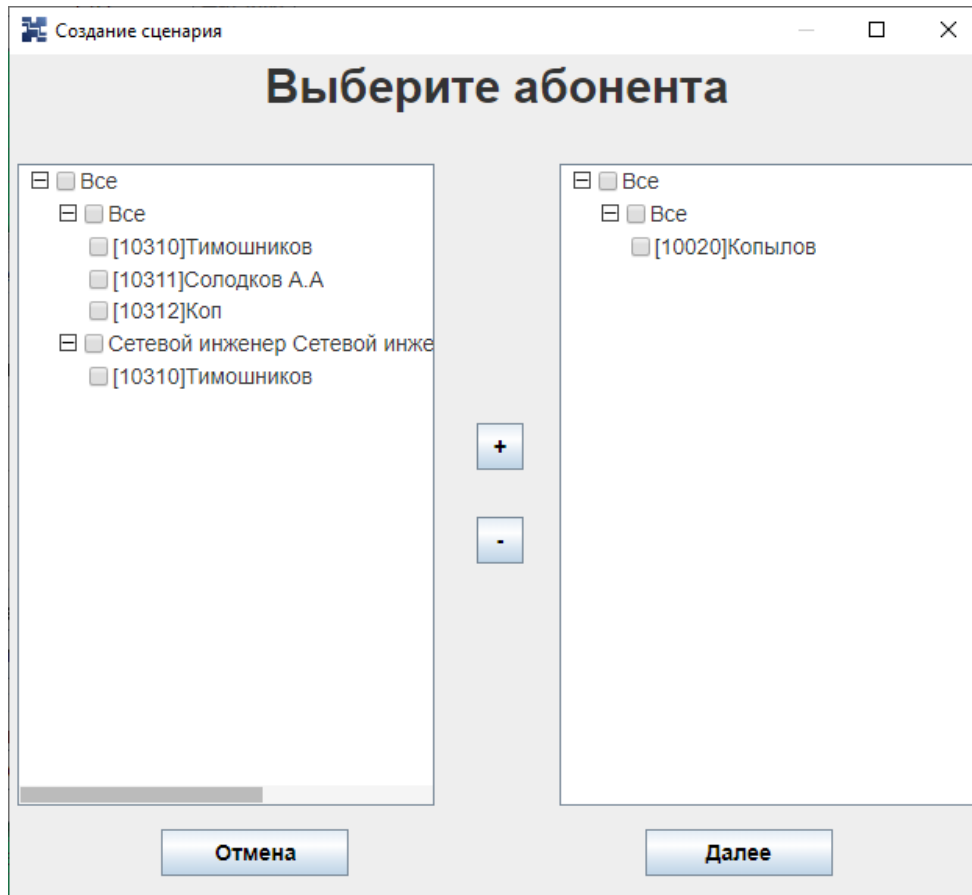 Создание сценария
Выберите абонента
Все
Все
[10310]Тимошников
[10311]Солодков А.А
[10312]Коп
Сетевой инженер Сетевой инже
[10310]Тимошников
+
-
Все
Все
[10020]Копылов
Отмена
Далее